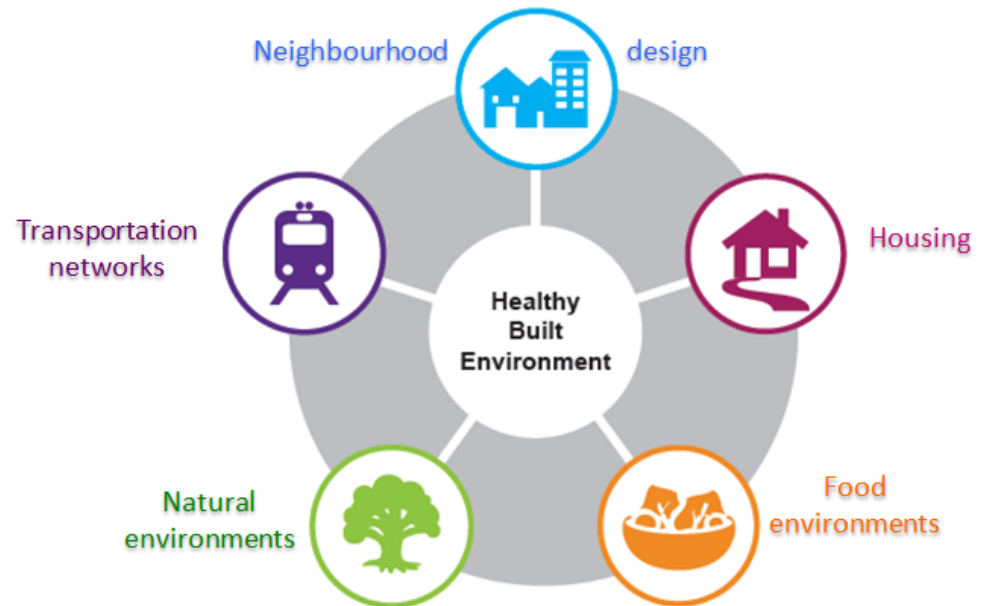 Neighbourhood design
Transportation
networks
Housing
Healthy
Built
Environment
Natural
environments
Food
environments